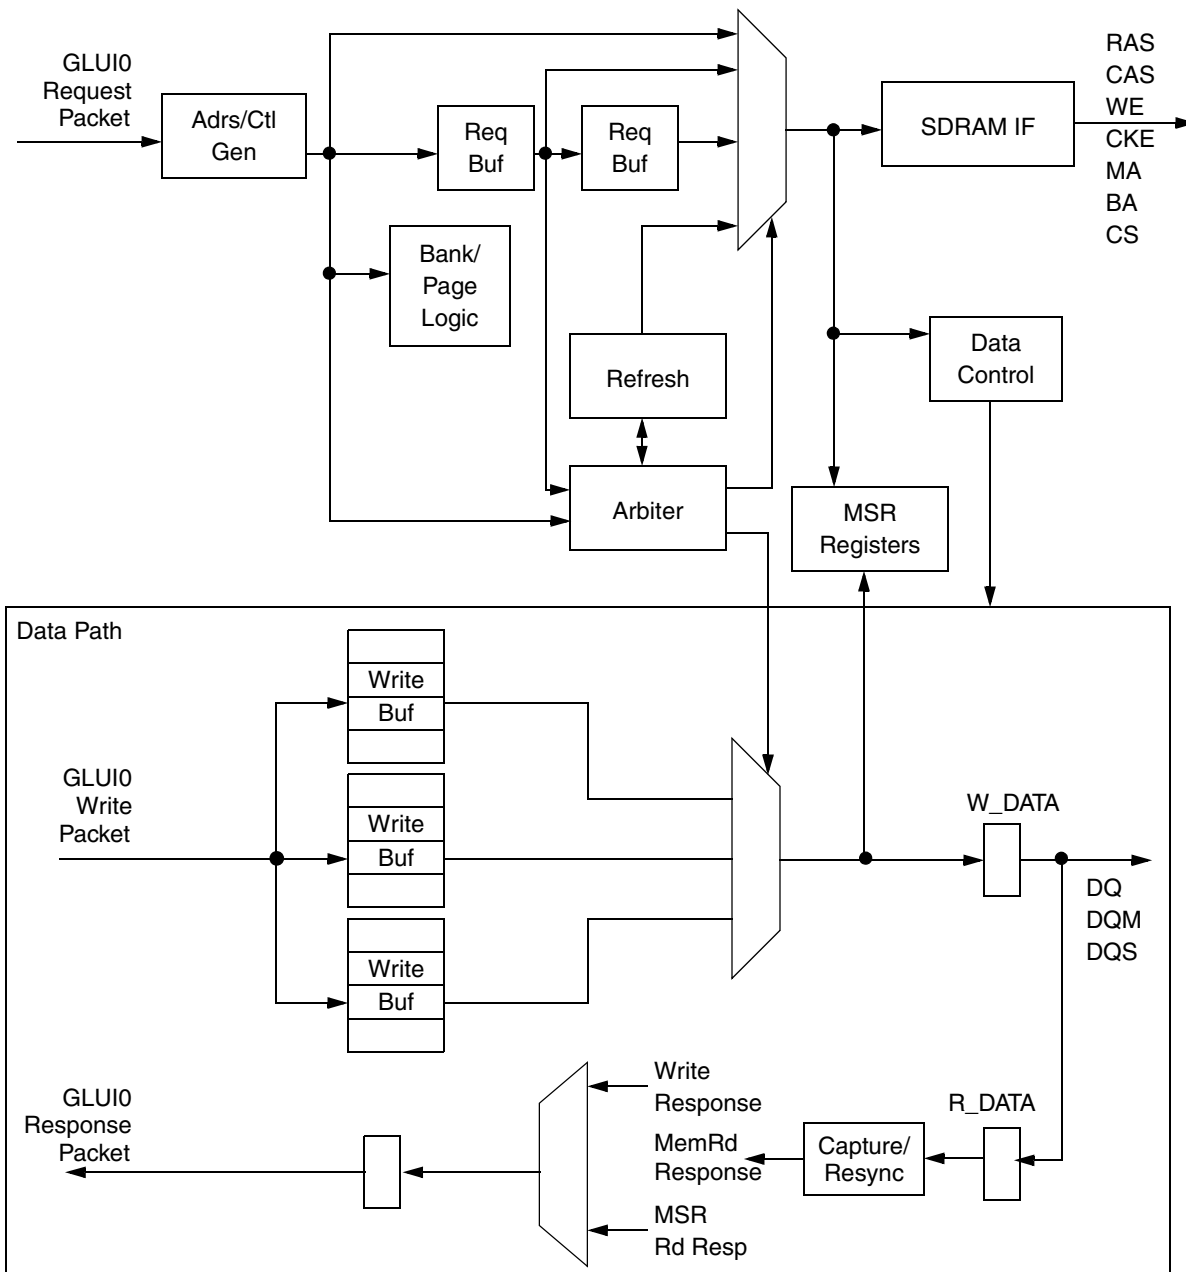 GLUI0
Request
Packet
Adrs/Ctl
Gen
Req
Buf
Req
Buf
SDRAM IF
RAS
CAS
WE
CKE
MA
BA
CS
Bank/
Page
Logic
Refresh
Data
Control
Arbiter
MSR
Registers
Data Path
Write
Buf
GLUI0
Write
Packet
Write
Buf
Write
Buf
W_DATA
DQ
DQM
DQS
GLUI0
Response
Packet
Write
Response
MemRd
Response
MSR
Rd Resp
Capture/
Resync
R_DATA